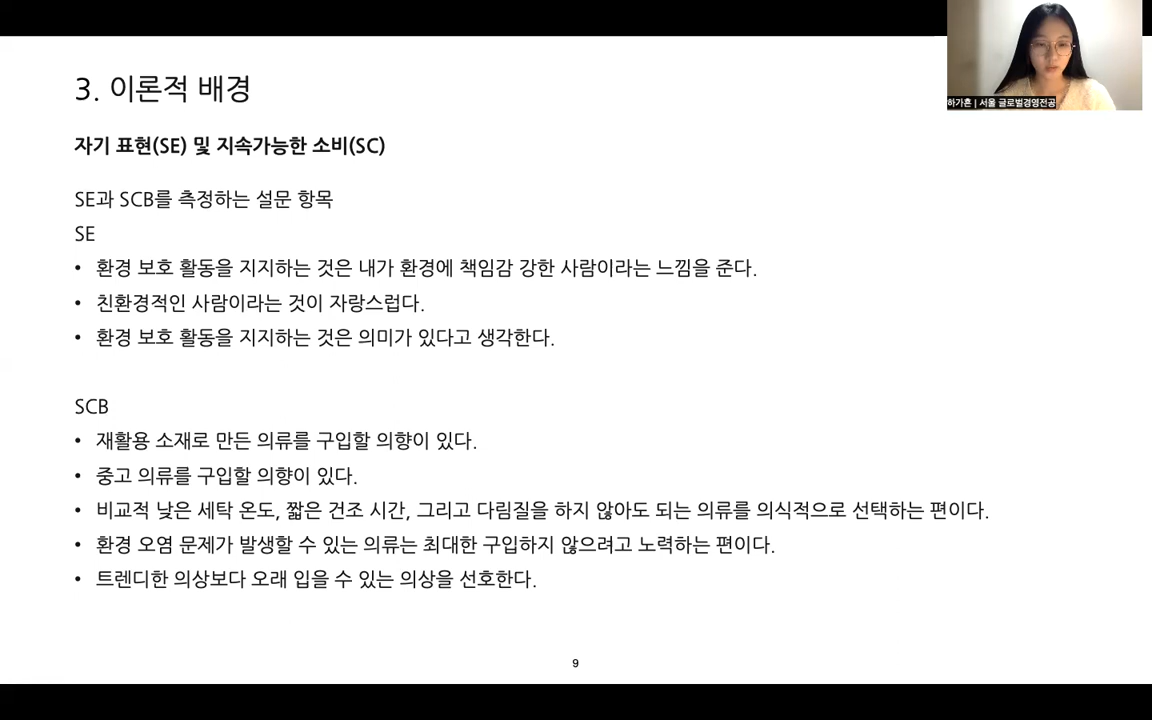 3. 이론적 배경
하가흔 | 서울 글로벌경영전공
자기 표현(SE) 및 지속가능한 소비(SC)
SE과 SCB를 측정하는 설문 항목
SE
• 환경 보호 활동을 지지하는 것은 내가 환경에 책임감 강한 사람이라는 느낌을 준다.
• 친환경적인 사람이라는 것이 자랑스럽다.
• 환경 보호 활동을 지지하는 것은 의미가 있다고 생각한다.
SCB
• 재활용 소재로 만든 의류를 구입할 의향이 있다.
• 중고 의류를 구입할 의향이 있다.
• 비교적 낮은 세탁 온도, 짧은 건조 시간, 그리고 다림질을 하지 않아도 되는 의류를 의식적으로 선택하는 편이다.
• 환경 오염 문제가 발생할 수 있는 의류는 최대한 구입하지 않으려고 노력하는 편이다.
• 트렌디한 의상보다 오래 입을 수 있는 의상을 선호한다.
9